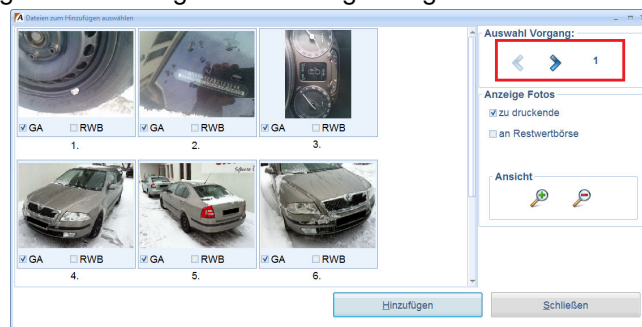 Dateien zum Hinzufügen auswählen
GA RWB
1.
GA RWB
2.
GA RWB
3.
GA RWB
4.
GA RWB
5.
GA RWB
6.
Auswahl Vorgang:
1
Anzeige Fotos
zu druckende
an Restwertbörse
Ansicht
Hinzufügen
Schließen